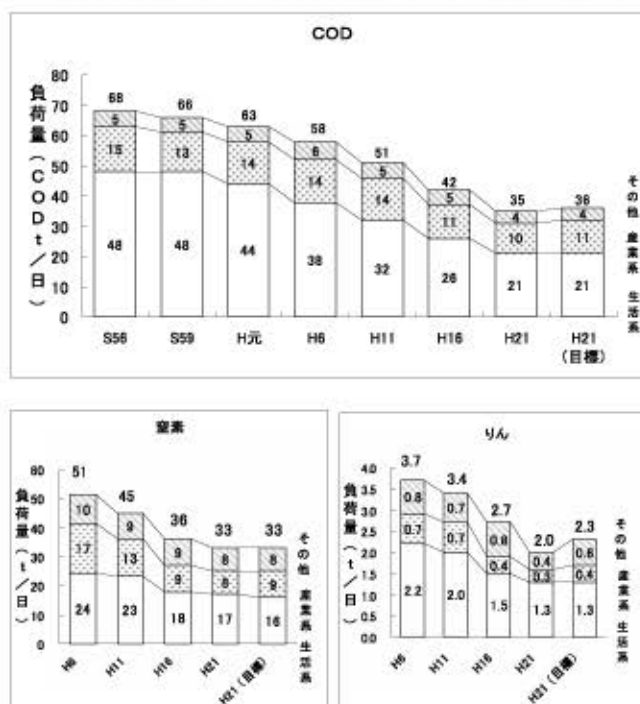 COD
負荷量(CODt/日)
80
70
60
50
40
30
20
10
0
68
66
63
58
51
42
35
36
5
5
5
6
5
5
4
4
15
13
14
14
14
11
10
11
48
48
44
38
32
26
21
21
S56
S59
H元
H6
H11
H16
H21
H21
(目標)
その他
産業系
生活系
窒素
負荷量(t/日)
60
50
40
30
20
10
0
51
45
36
33
33
10
9
9
8
8
17
13
9
8
9
24
23
18
17
16
H6
H11
H16
H21
H21(目標)
その他
産業系
生活系
りん
負荷量(t/日)
4.0
3.5
3.0
2.5
2.0
1.5
1.0
0.5
0.0
3.7
3.4
2.7
2.0
2.3
0.8
0.7
0.8
0.4
0.6
0.7
0.7
0.4
0.3
0.4
2.2
2.0
1.5
1.3
1.3
H6
H11
H16
H21
H21(目標)
その他
産業系
生活系